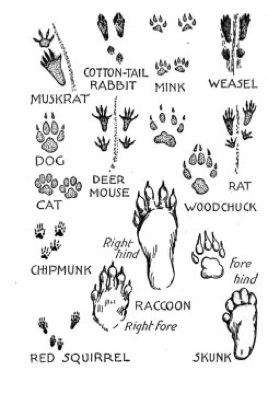 MUSKRAT
COTTON-TAIL
RABBIT
MINK
WEASEL
DOG
CAT
DEER
MOUSE
WOODCHUCK
RAT
CHIPMUNK
Right
hind
RACCOON
Right fore
Fore
hind
RED SQUIRREL
SKUNK